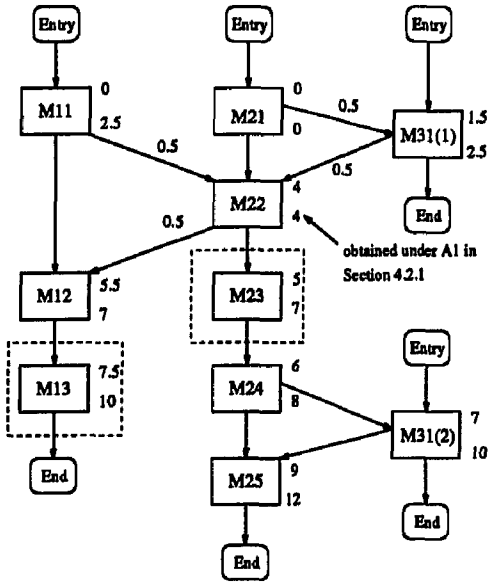 Entry
Entry
Entry
M11
0
2.5
M21
0
0
0.5
M31(1)
1.5
2.5
0.5
0.5
M22
4
4
End
0.5
obtained under A1 in
Section 4.2.1
M12
5.5
7
M23
5
7
Entry
M13
7.5
10
M24
6
8
M31(2)
7
10
End
M25
9
12
End
End